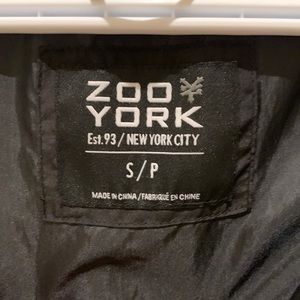 ZOO
YORK
Est.93/NEW YORK CITY
S/P
MADE IN CHINA/FABRIQUÉ EN CHINE